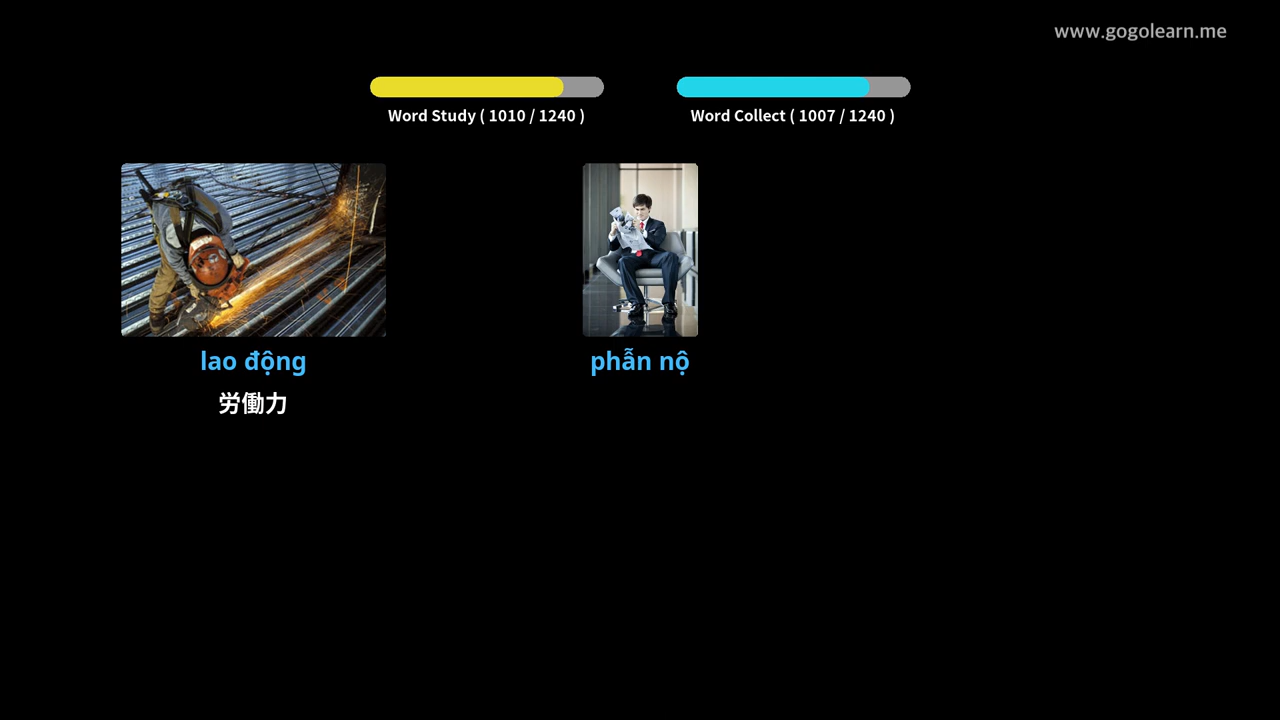 www.gogolearn.me
Word Study ( 1010 / 1240 )
Word Collect ( 1007 / 1240 )
lao động
phẫn nộ
労働力